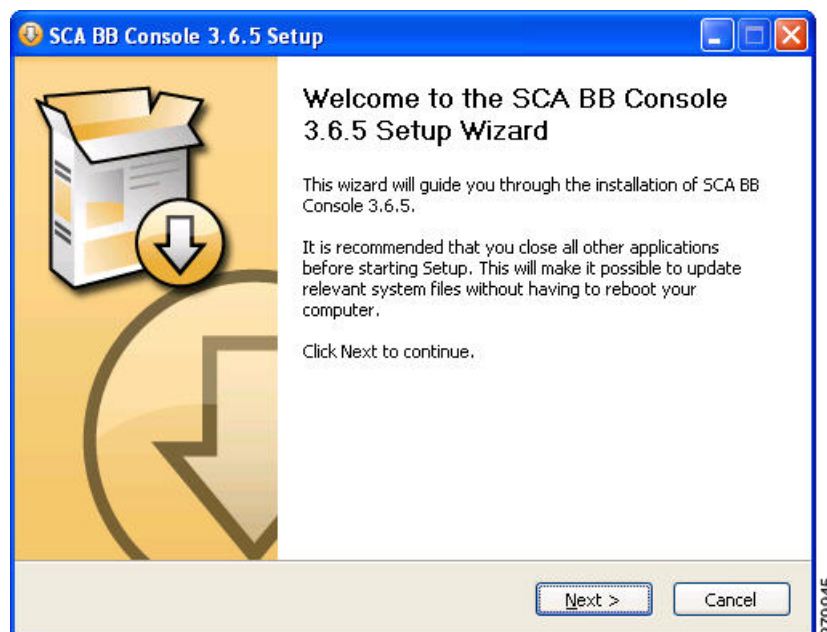 SCA BB Console 3.6.5 Setup
Welcome to the SCA BB Console
3.6.5 Setup Wizard
This wizard will guide you through the installation of SCA BB
Console 3.6.5.
It is recommended that you close all other applications
before starting Setup. This will make it possible to update
relevant system files without having to reboot your
computer.
Click Next to continue.
Next >
Cancel